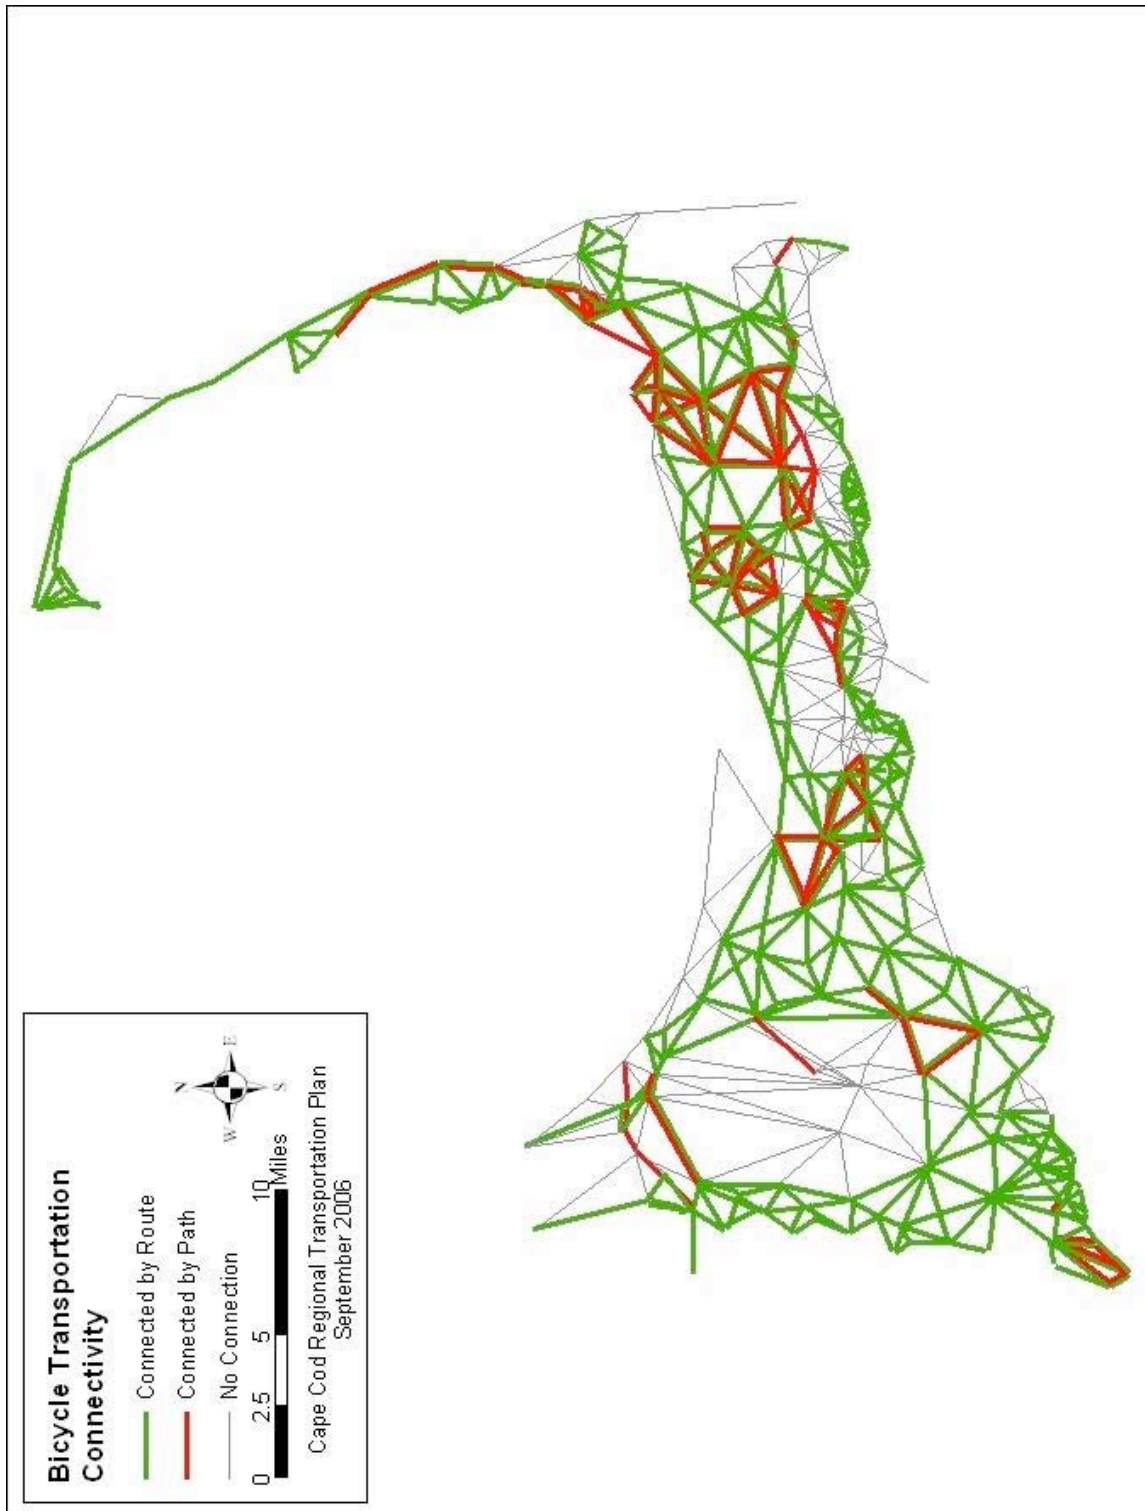 Bicycle Transportation
Connectivity
Connected by Route
Connected by Path
No Connection
0 2.5 5 10
Miles
N
W E
S
Cape Cod Regional Transportation Plan
September 2006